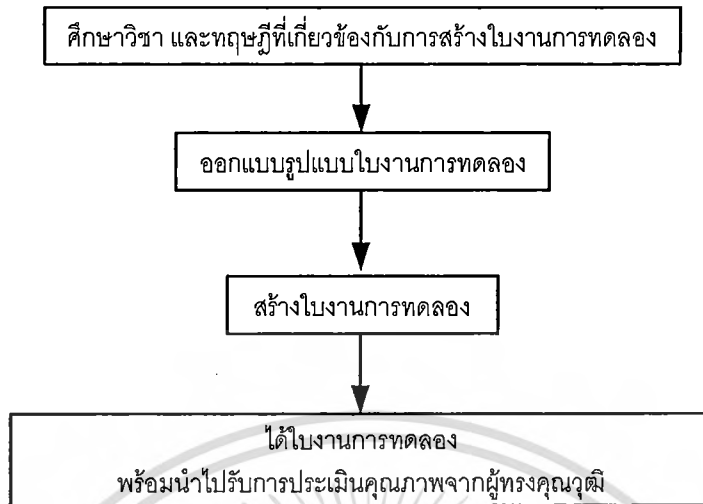 ศึกษาวิชา และทฤษฎีที่เกี่ยวข้องกับการสร้างใบงานการทดลอง
ออกแบบรูปแบบใบงานการทดลอง
สร้างใบงานการทดลอง
ได้ใบงานการทดลอง
พร้อมนำไปรับการประเมินคุณภาพจากผู้ทรงคุณวุฒิ